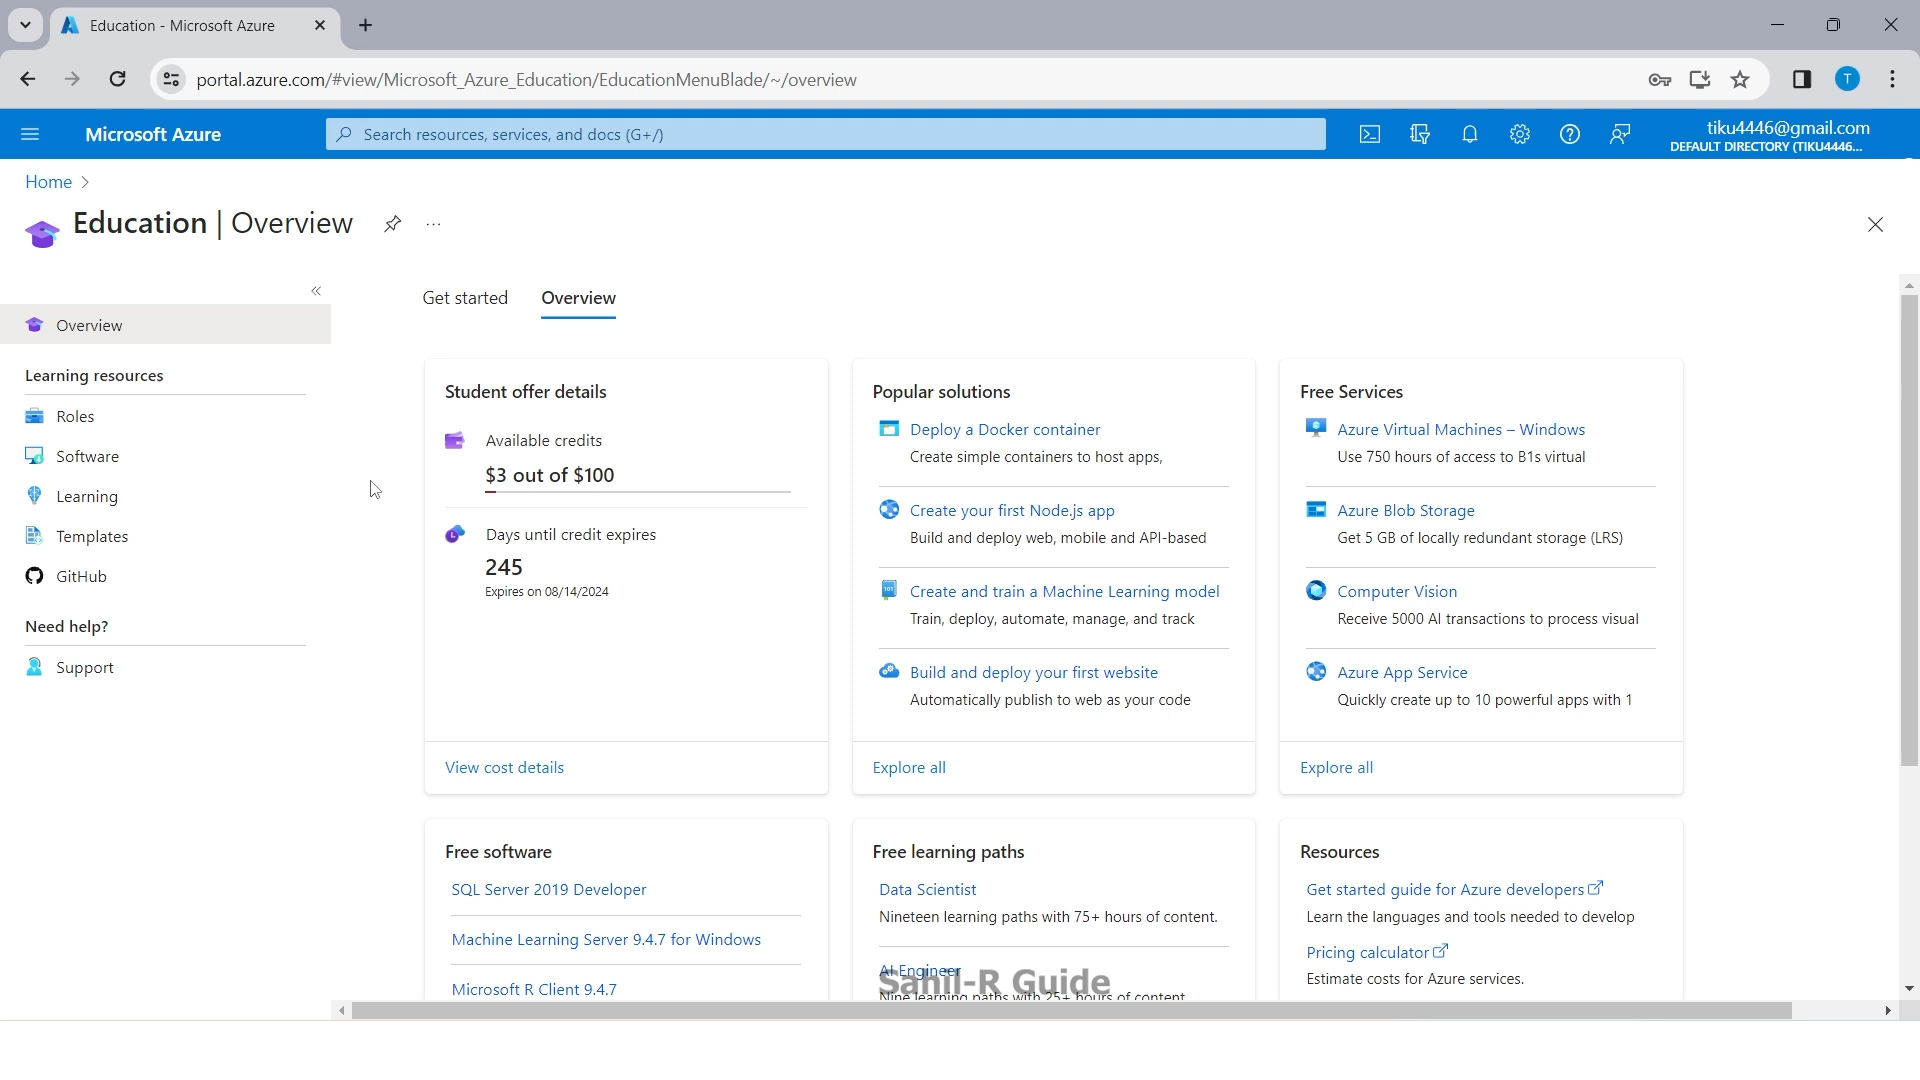 Education - Microsoft Azure
portal.azure.com/#view/Microsoft_Azure_Education/EducationMenuBlade/~/overview
T
Microsoft Azure
Search resources, services, and docs (G+/)
tiku4446@gmail.com
DEFAULT DIRECTORY (TIKU4446...
Home
Education | Overview
Overview
Learning resources
Roles
Software
Learning
Templates
GitHub
Need help?
Support
Get started
Overview
Student offer details
Available credits
$3 out of $100
Days until credit expires
245
Expires on 08/14/2024
View cost details
Popular solutions
Deploy a Docker container
Create simple containers to host apps,
Create your first Node.js app
Build and deploy web, mobile and API-based
Create and train a Machine Learning model
Train, deploy, automate, manage, and track
Build and deploy your first website
Automatically publish to web as your code
Explore all
Free Services
Azure Virtual Machines – Windows
Use 750 hours of access to B1s virtual
Azure Blob Storage
Get 5 GB of locally redundant storage (LRS)
Computer Vision
Receive 5000 AI transactions to process visual
Azure App Service
Quickly create up to 10 powerful apps with 1
Explore all
Free software
SQL Server 2019 Developer
Machine Learning Server 9.4.7 for Windows
Microsoft R Client 9.4.7
Free learning paths
Data Scientist
Nineteen learning paths with 75+ hours of content.
AI Engineer
Nine learning paths with 25+ hours of content
Sahil-R Guide
Resources
Get started guide for Azure developers
Learn the languages and tools needed to develop
Pricing calculator
Estimate costs for Azure services.